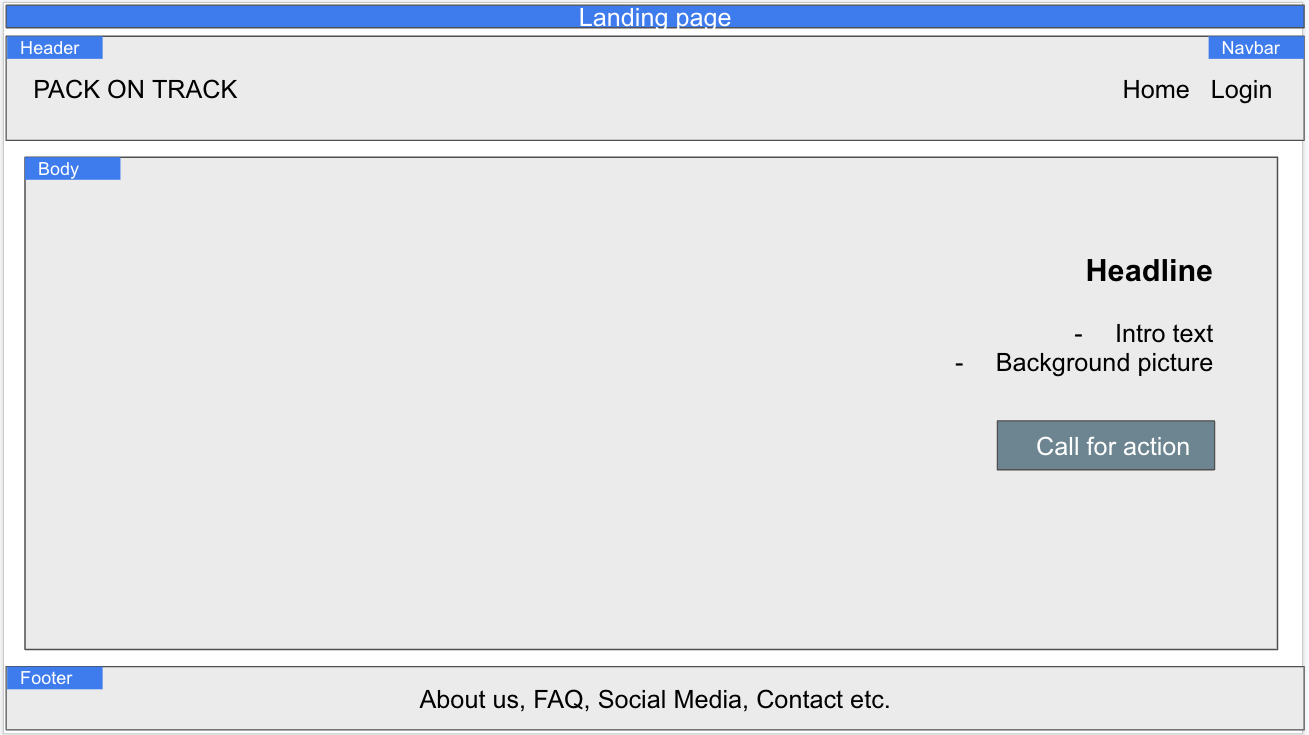 Landing page
Header
Navbar
PACK ON TRACK
Home Login
Body
Headline
- Intro text
- Background picture
Call for action
Footer
About us, FAQ, Social Media, Contact etc.